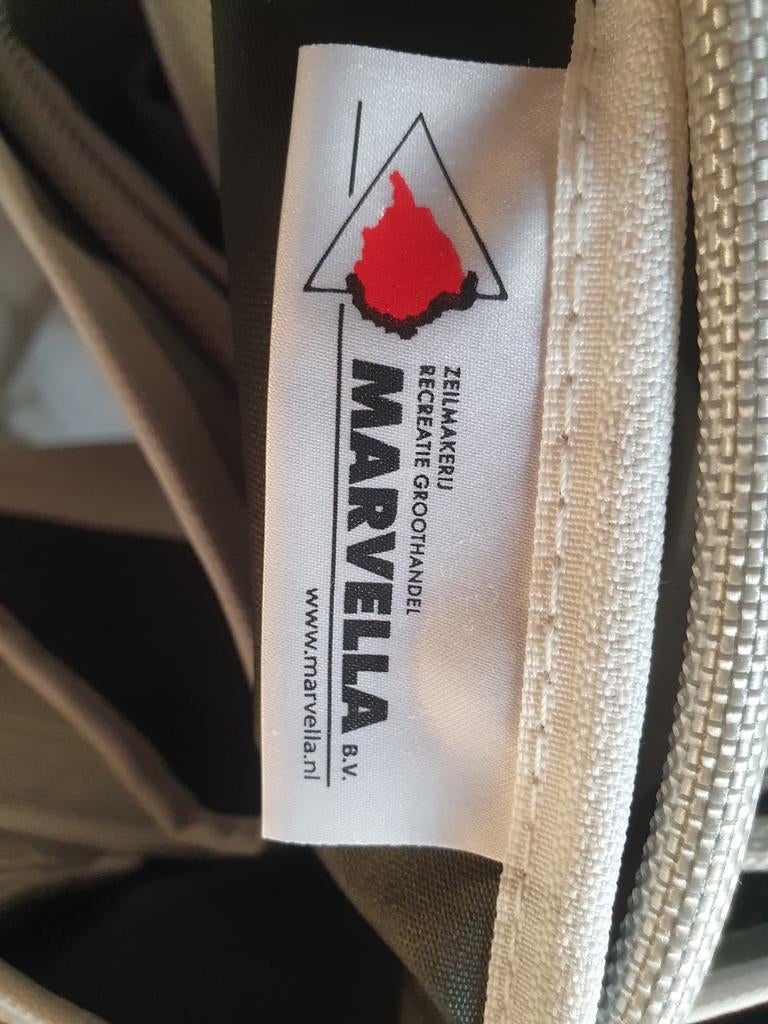 ZEILMAKERIJ
RECREATIE GROOTHANDEL
MARVELLA B.V.
www.marvella.nl